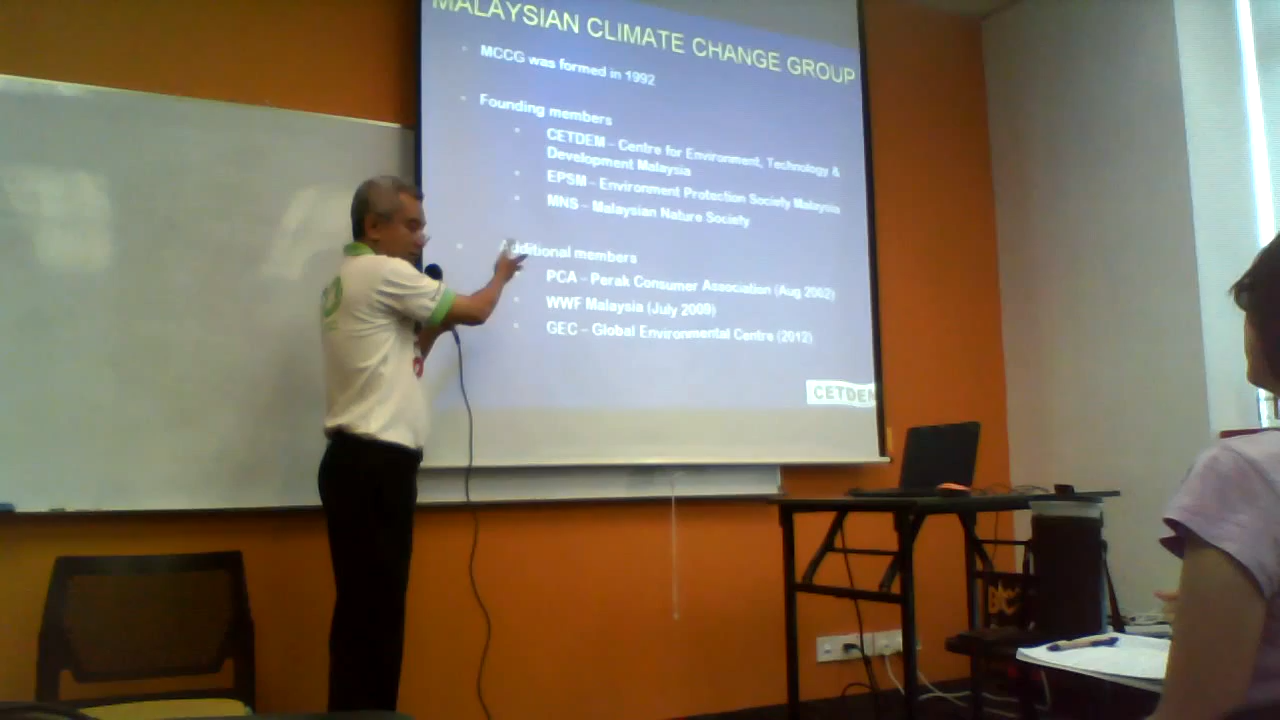 MALAYSIAN CLIMATE CHANGE GROUP
MCCG was formed in 1992
Founding members
CETDEM – Centre for Environment, Technology &
Development Malaysia
EPSM – Environment Protection Society Malaysia
MNS – Malaysian Nature Society
Additional members
PCA – Perak Consumer Association (Aug 2002)
WWF Malaysia (July 2008)
GEC – Global Environmental Centre (2012)
CETDEM